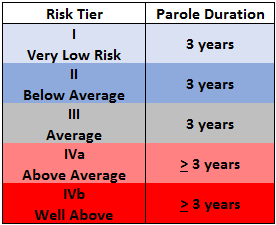 Risk Tier Parole Duration
I
Very Low Risk 3 years
II
Below Average 3 years
III
Average 3 years
IVa
Above Average ≥ 3 years
IVb
Well Above ≥ 3 years